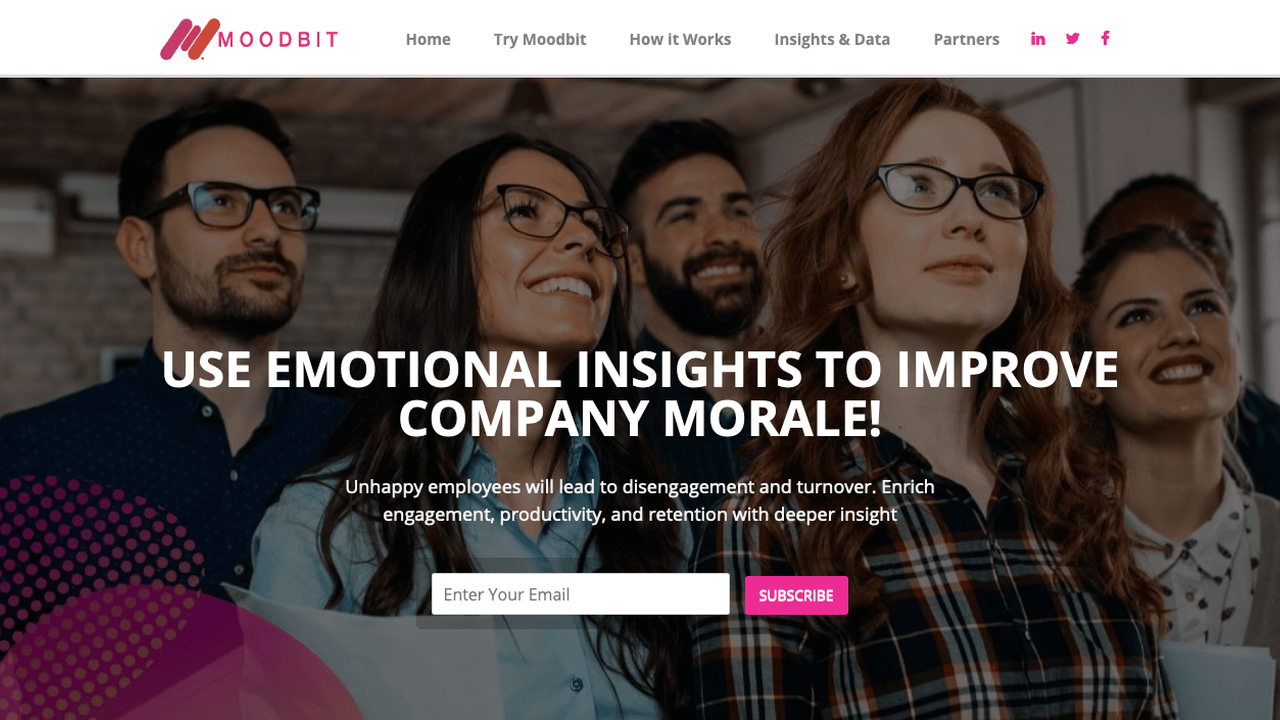 MOODBIT
Home
Try Moodbit
How it Works
Insights & Data
Partners
USE EMOTIONAL INSIGHTS TO IMPROVE
COMPANY MORALE!
Unhappy employees will lead to disengagement and turnover. Enrich
engagement, productivity, and retention with deeper insight
Enter Your Email
SUBSCRIBE